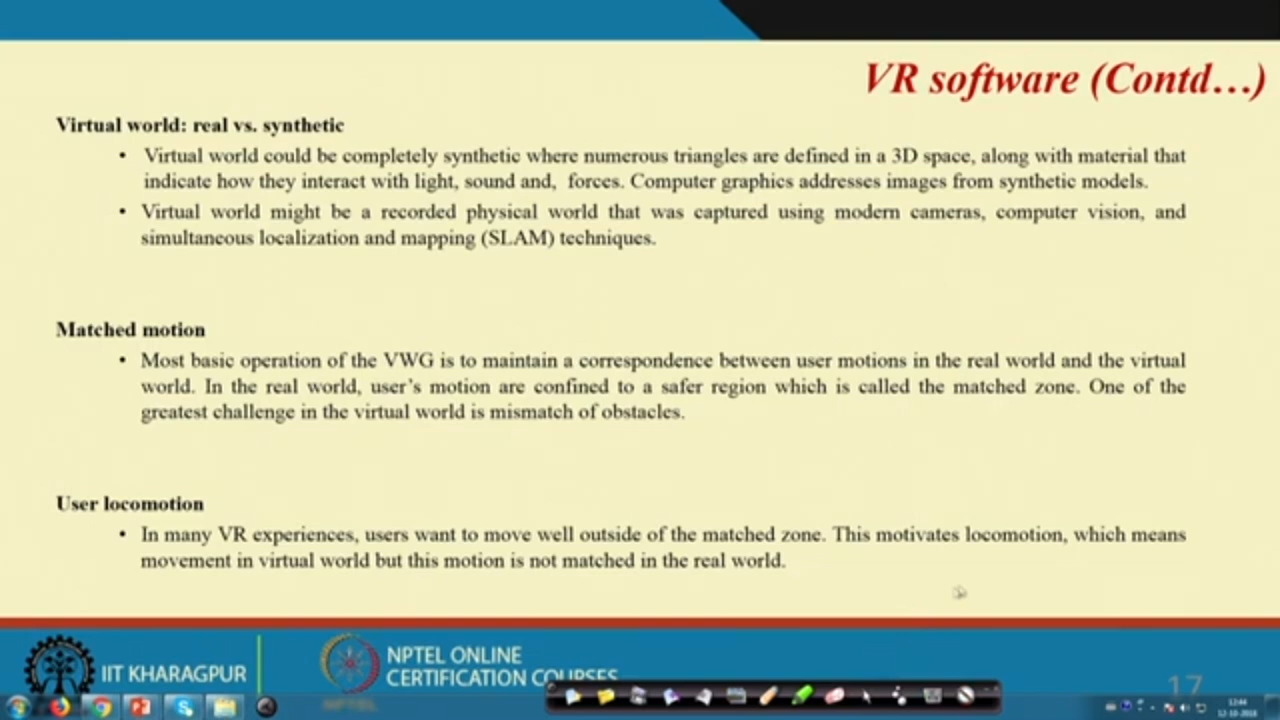 VR software (Contd...)
Virtual world: real vs. synthetic
• Virtual world could be completely synthetic where numerous triangles are defined in a 3D space, along with material that
indicate how they interact with light, sound and, forces. Computer graphics addresses images from synthetic models.
• Virtual world might be a recorded physical world that was captured using modern cameras, computer vision, and
simultaneous localization and mapping (SLAM) techniques.
Matched motion
• Most basic operation of the VWG is to maintain a correspondence between user motions in the real world and the virtual
world. In the real world, user's motion are confined to a safer region which is called the matched zone. One of the
greatest challenge in the virtual world is mismatch of obstacles.
User locomotion
• In many VR experiences, users want to move well outside of the matched zone. This motivates locomotion, which means
movement in virtual world but this motion is not matched in the real world.
IIT KHARAGPUR
NPTEL ONLINE
CERTIFICATION COURSES
NPTEL
17
12:44
12-10-2018